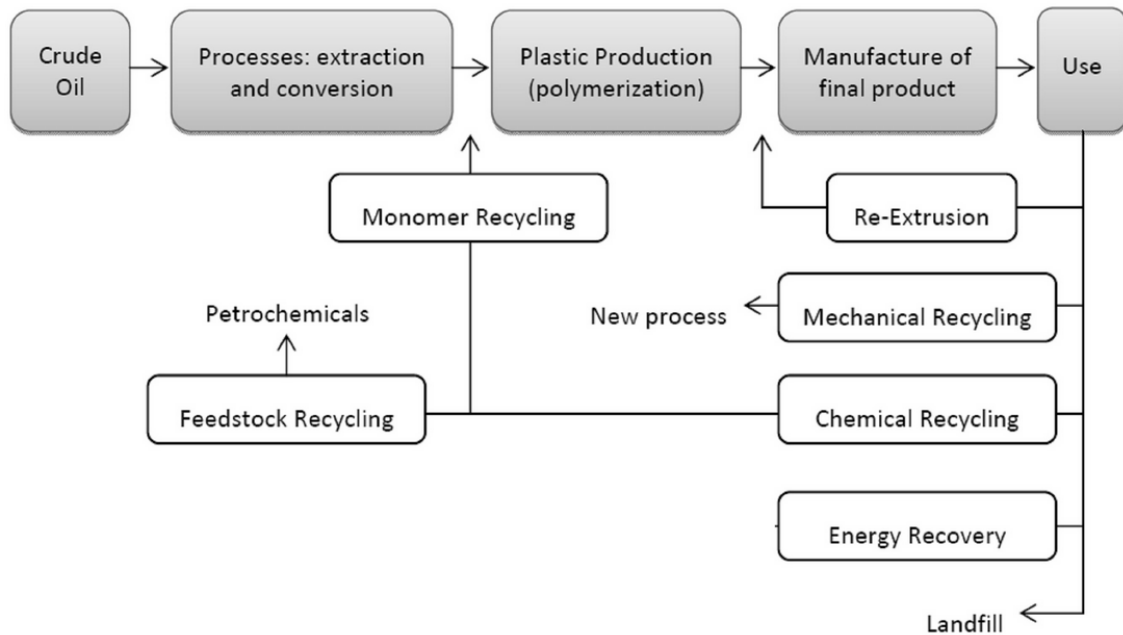 Crude
Oil
Processes: extraction
and conversion
Plastic Production
(polymerization)
Manufacture of
final product
Use
Monomer Recycling
Re-Extrusion
Petrochemicals
New process
Mechanical Recycling
Feedstock Recycling
Chemical Recycling
Energy Recovery
Landfill